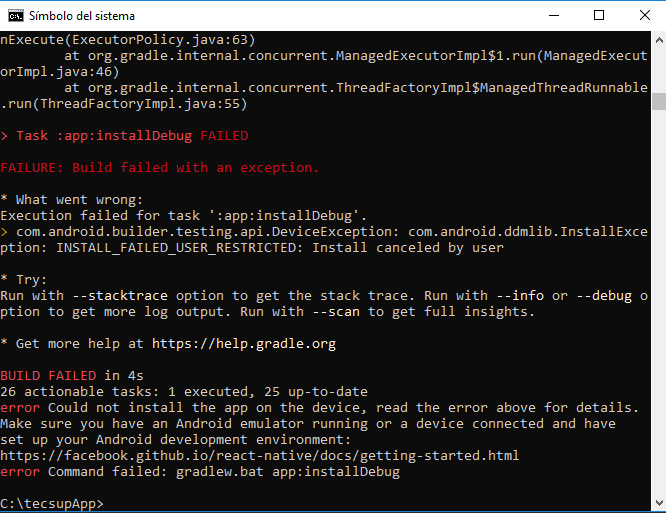 Símbolo del sistema
nExecute(ExecutorPolicy.java:63)
        at org.gradle.internal.concurrent.ManagedExecutorImpl$1.run(ManagedExecut
orImpl.java:46)
        at org.gradle.internal.concurrent.ThreadFactoryImpl$ManagedThreadRunnable
.run(ThreadFactoryImpl.java:55)
> Task :app:installDebug FAILED
FAILURE: Build failed with an exception.
* What went wrong:
Execution failed for task ':app:installDebug'.
> com.android.builder.testing.api.DeviceException: com.android.ddmlib.InstallExce
ption: INSTALL_FAILED_USER_RESTRICTED: Install canceled by user
* Try:
Run with --stacktrace option to get the stack trace. Run with --info or --debug o
ption to get more log output. Run with --scan to get full insights.
* Get more help at https://help.gradle.org
BUILD FAILED in 4s
26 actionable tasks: 1 executed, 25 up-to-date
error Could not install the app on the device, read the error above for details.
Make sure you have an Android emulator running or a device connected and have
set up your Android development environment:
https://facebook.github.io/react-native/docs/getting-started.html
error Command failed: gradlew.bat app:installDebug
C:\tecsupApp>